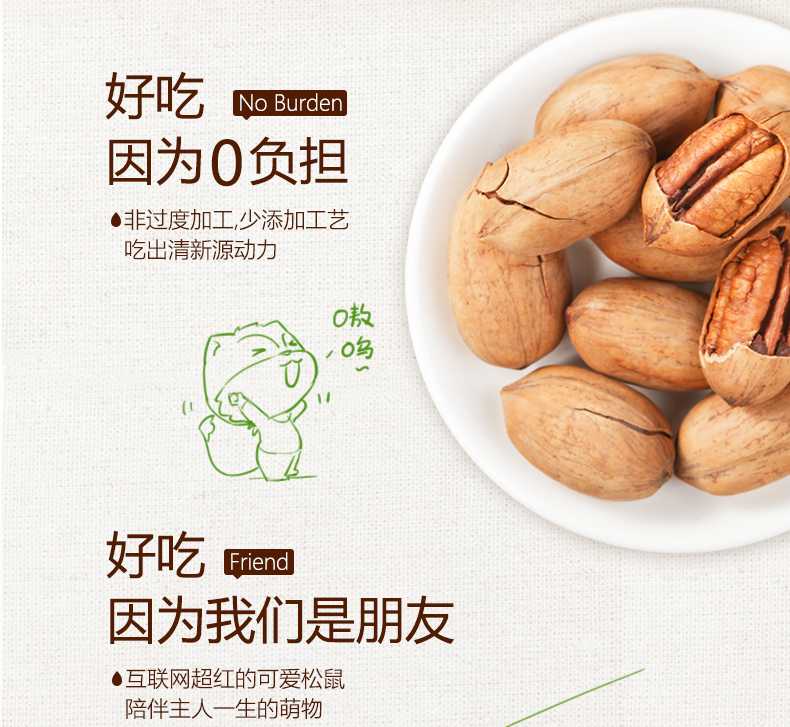 好吃
No Burden
因为0负担
非过度加工,少添加工艺
吃出清新源动力
嗷
呜~
好吃
Friend
因为我们是朋友
互联网超红的可爱松鼠
陪伴主人一生的萌物